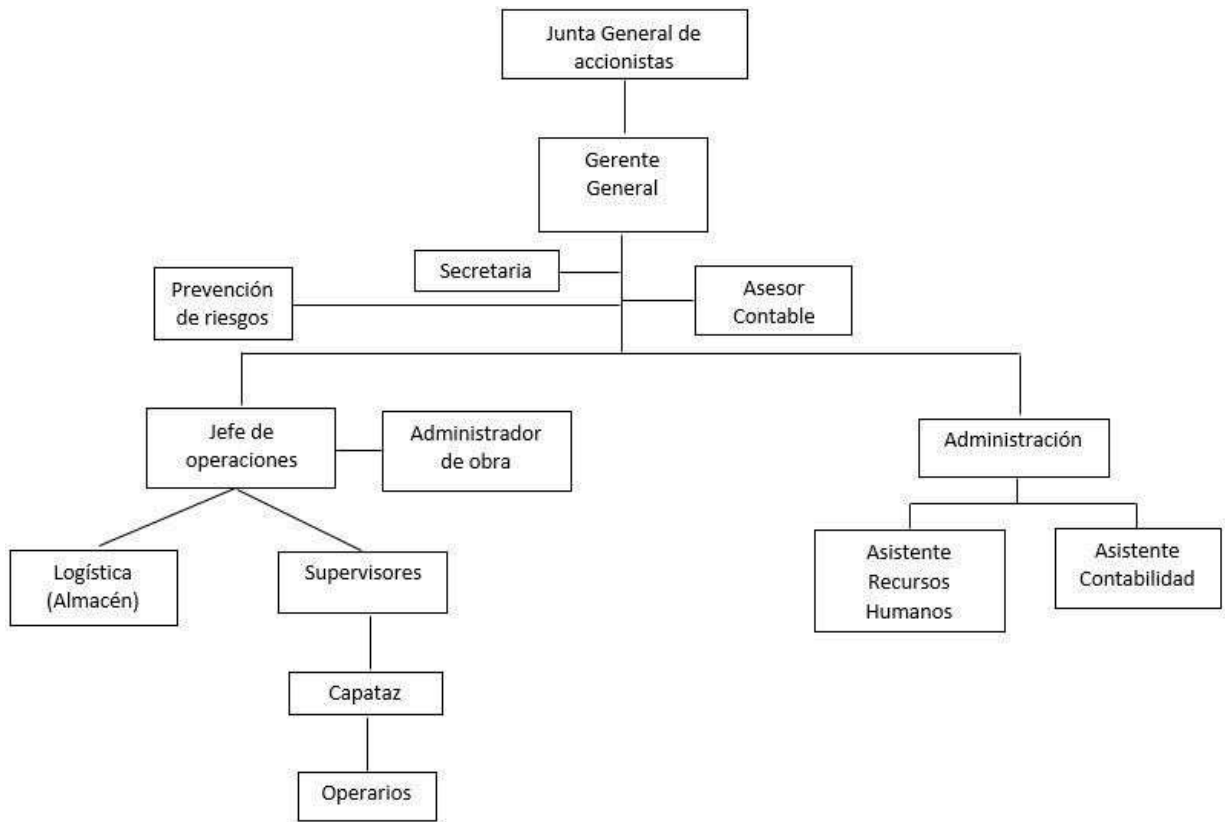 Junta General de
accionistas
Gerente
General
Secretaria
Prevención
de riesgos
Asesor
Contable
Jefe de
operaciones
Administrador
de obra
Administración
Logística
(Almacén)
Supervisores
Asistente
Recursos
Humanos
Asistente
Contabilidad
Capataz
Operarios